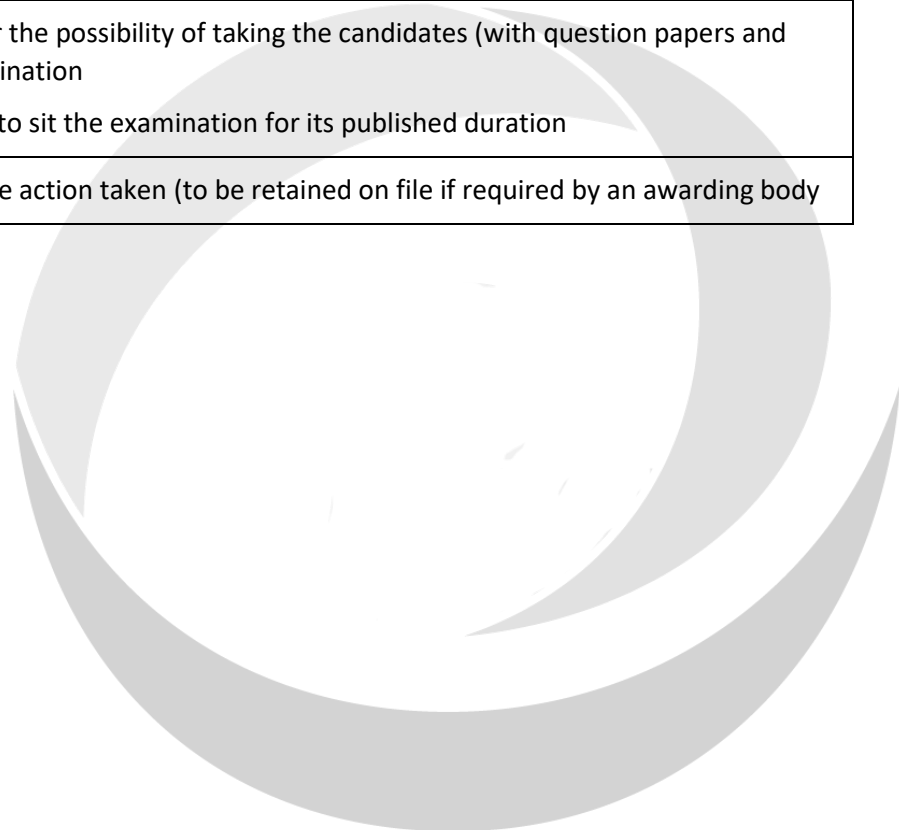 r the possibility of taking the candidates (with question papers and
ination
to sit the examination for its published duration
e action taken (to be retained on file if required by an awarding body